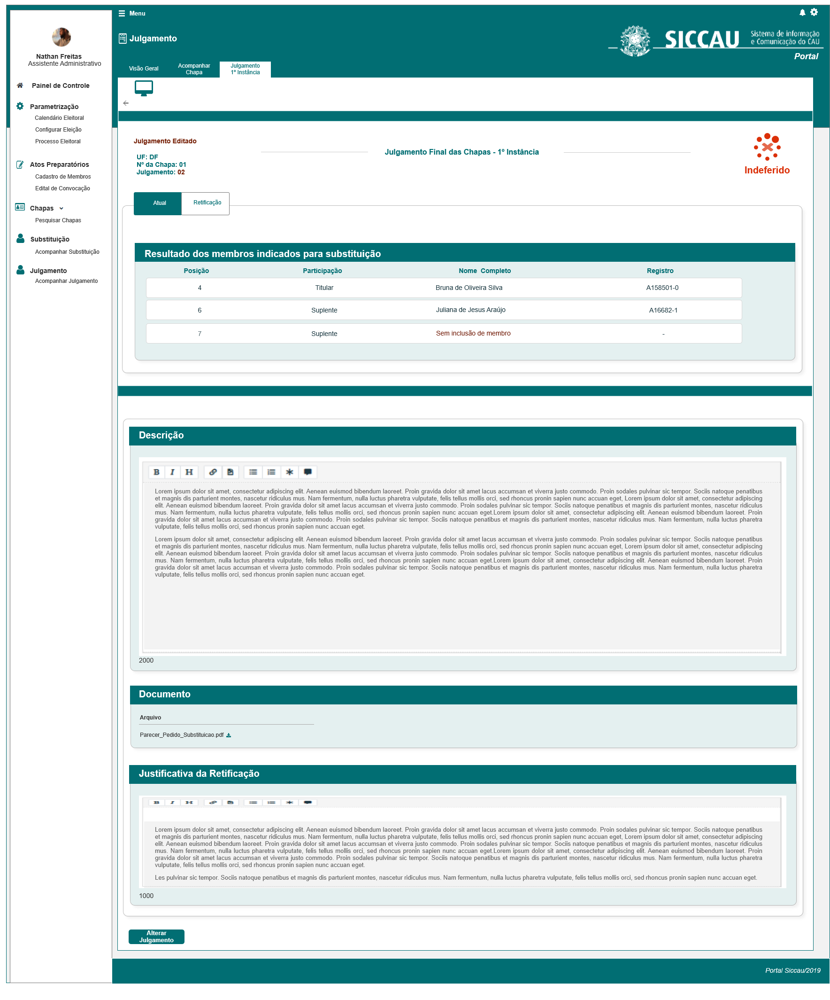 Menu
Julgamento
SICCAU
Sistema de informação
e Comunicação do CAU
Portal
Nathan Freitas
Assistente Administrativo
Painel de Controle
Parametrização
Calendário Eleitoral
Configurar Eleição
Processo Eleitoral
Atos Preparatórios
Cadastro de Membros
Edital de Convocação
Chapas
Pesquisar Chapas
Substituição
Acompanhar Substituição
Julgamento
Acompanhar Julgamento
Visão Geral
Acompanhar
Chapa
Julgamento
1º Instância
Julgamento Editado
UF: DF
Nº da Chapa: 01
Julgamento: 02
Julgamento Final das Chapas - 1º Instância
Indeferido
Atual
Retificação
Resultado dos membros indicados para substituição
Posição Participação Nome Completo Registro
4 Titular Bruna de Oliveira Silva A158501-0
6 Suplente Juliana de Jesus Araújo A16682-1
7 Suplente Sem inclusão de membro -
Descrição
B I H
Lorem ipsum dolor sit amet, consectetur adipiscing elit. Aenean euismod bibendum laoreet. Proin gravida dolor sit amet lacus accumsan et viverra justo commodo. Proin sodales pulvinar sic tempor. Sociis natoque penatibus
et magnis dis parturient montes, nascetur ridiculus mus. Nam fermentum, nulla luctus pharetra vulputate, felis tellus mollis orci, sed rhoncus pronin sapien nunc accuan eget, Lorem ipsum dolor sit amet, consectetur adipiscing
elit. Aenean euismod bibendum laoreet. Proin gravida dolor sit amet lacus accumsan et viverra justo commodo. Proin sodales pulvinar sic tempor. Sociis natoque penatibus et magnis dis parturient montes, nascetur ridiculus
mus. Nam fermentum, nulla luctus pharetra vulputate, felis tellus mollis orci, sed rhoncus pronin sapien nunc accuan eget.Lorem ipsum dolor sit amet, consectetur adipiscing elit. Aenean euismod bibendum laoreet. Proin
gravida dolor sit amet lacus accumsan et viverra justo commodo. Proin sodales pulvinar sic tempor. Sociis natoque penatibus et magnis dis parturient montes, nascetur ridiculus mus. Nam fermentum, nulla luctus pharetra
vulputate, felis tellus mollis orci, sed rhoncus pronin sapien nunc accuan eget.
Lorem ipsum dolor sit amet, consectetur adipiscing elit. Aenean euismod bibendum laoreet. Proin gravida dolor sit amet lacus accumsan et viverra justo commodo. Proin sodales pulvinar sic tempor. Sociis natoque penatibus
et magnis dis parturient montes, nascetur ridiculus mus. Nam fermentum, nulla luctus pharetra vulputate, felis tellus mollis orci, sed rhoncus pronin sapien nunc accuan eget, Lorem ipsum dolor sit amet, consectetur adipiscing
elit. Aenean euismod bibendum laoreet. Proin gravida dolor sit amet lacus accumsan et viverra justo commodo. Proin sodales pulvinar sic tempor. Sociis natoque penatibus et magnis dis parturient montes, nascetur ridiculus
mus. Nam fermentum, nulla luctus pharetra vulputate, felis tellus mollis orci, sed rhoncus pronin sapien nunc accuan eget.Lorem ipsum dolor sit amet, consectetur adipiscing elit. Aenean euismod bibendum laoreet. Proin
gravida dolor sit amet lacus accumsan et viverra justo commodo. Proin sodales pulvinar sic tempor. Sociis natoque penatibus et magnis dis parturient montes, nascetur ridiculus mus. Nam fermentum, nulla luctus pharetra
vulputate, felis tellus mollis orci, sed rhoncus pronin sapien nunc accuan eget.
2000
Documento
Arquivo
Parecer_Pedido_Substituicao.pdf
Justificativa da Retificação
B I H
Lorem ipsum dolor sit amet, consectetur adipiscing elit. Aenean euismod bibendum laoreet. Proin gravida dolor sit amet lacus accumsan et viverra justo commodo. Proin sodales pulvinar sic tempor. Sociis natoque penatibus
et magnis dis parturient montes, nascetur ridiculus mus. Nam fermentum, nulla luctus pharetra vulputate, felis tellus mollis orci, sed rhoncus pronin sapien nunc accuan eget, Lorem ipsum dolor sit amet, consectetur adipiscing
elit. Aenean euismod bibendum laoreet. Proin gravida dolor sit amet lacus accumsan et viverra justo commodo. Proin sodales pulvinar sic tempor. Sociis natoque penatibus et magnis dis parturient montes, nascetur ridiculus
mus. Nam fermentum, nulla luctus pharetra vulputate, felis tellus mollis orci, sed rhoncus pronin sapien nunc accuan eget.Lorem ipsum dolor sit amet, consectetur adipiscing elit. Aenean euismod bibendum laoreet. Proin
gravida dolor sit amet lacus accumsan et viverra justo commodo. Proin sodales pulvinar sic tempor. Sociis natoque penatibus et magnis dis parturient montes, nascetur ridiculus mus. Nam fermentum, nulla luctus pharetra
vulputate, felis tellus mollis orci, sed rhoncus pronin sapien nunc accuan eget.
Les pulvinar sic tempor. Sociis natoque penatibus et magnis dis parturient montes, nascetur ridiculus mus. Nam fermentum, nulla luctus pharetra vulputate, felis tellus mollis orci, sed rhoncus pronin sapien nunc accuan eget.
1000
Alterar
Julgamento
Portal Siccau/2019